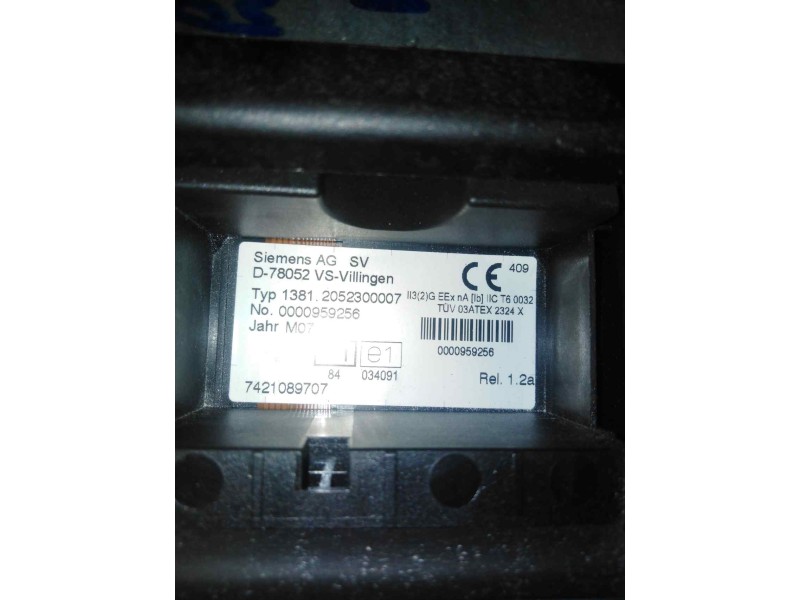 Siemens AG SV
D-78052 VS-Villingen
CE 409
Typ 1381.2052300007
II3(2)G EEx nA [Ib] IIC T6 0032
No. 0000959256
TÜV 03ATEX 2324 X
Jahr M07
0000959256
e1
84 034091
Rel. 1.2a
7421089707